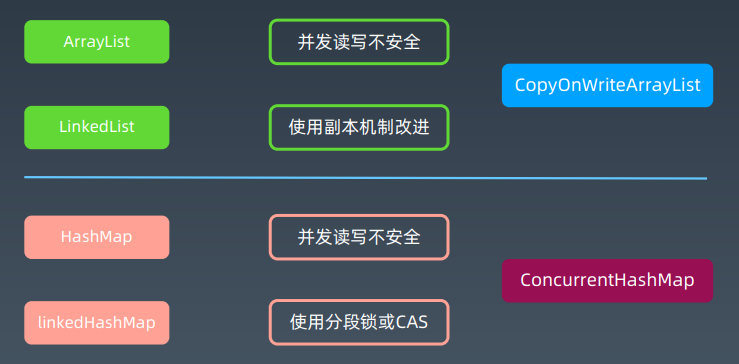 ArrayList
并发读写不安全
CopyOnWriteArrayList
LinkedList
使用副本机制改进
HashMap
并发读写不安全
ConcurrentHashMap
linkedHashMap
使用分段锁或CAS